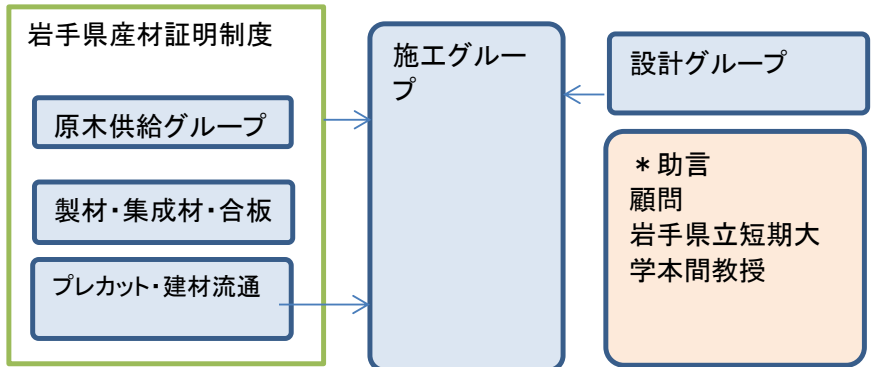 岩手県産材証明制度
原木供給グループ
製材・集成材・合板
プレカット・建材流通
施工グルー
プ
設計グループ
＊助言
顧問
岩手県立短期大
学本間教授